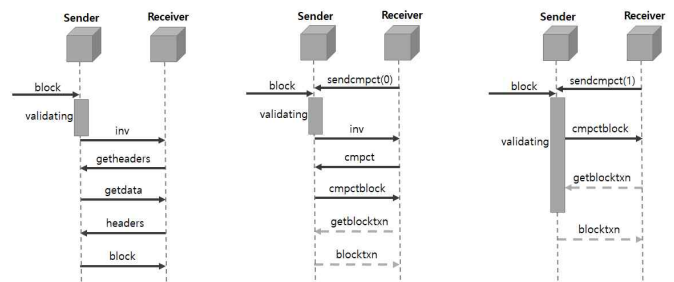 Sender Receiver
block
validating
inv
getheaders
getdata
headers
block
Sender Receiver
sendcmpct(0)
block
validating
inv
cmpct
cmpctblock
getblocktxn
blocktxn
Sender Receiver
sendcmpct(1)
block
cmpctblock
validating
getblocktxn
blocktxn